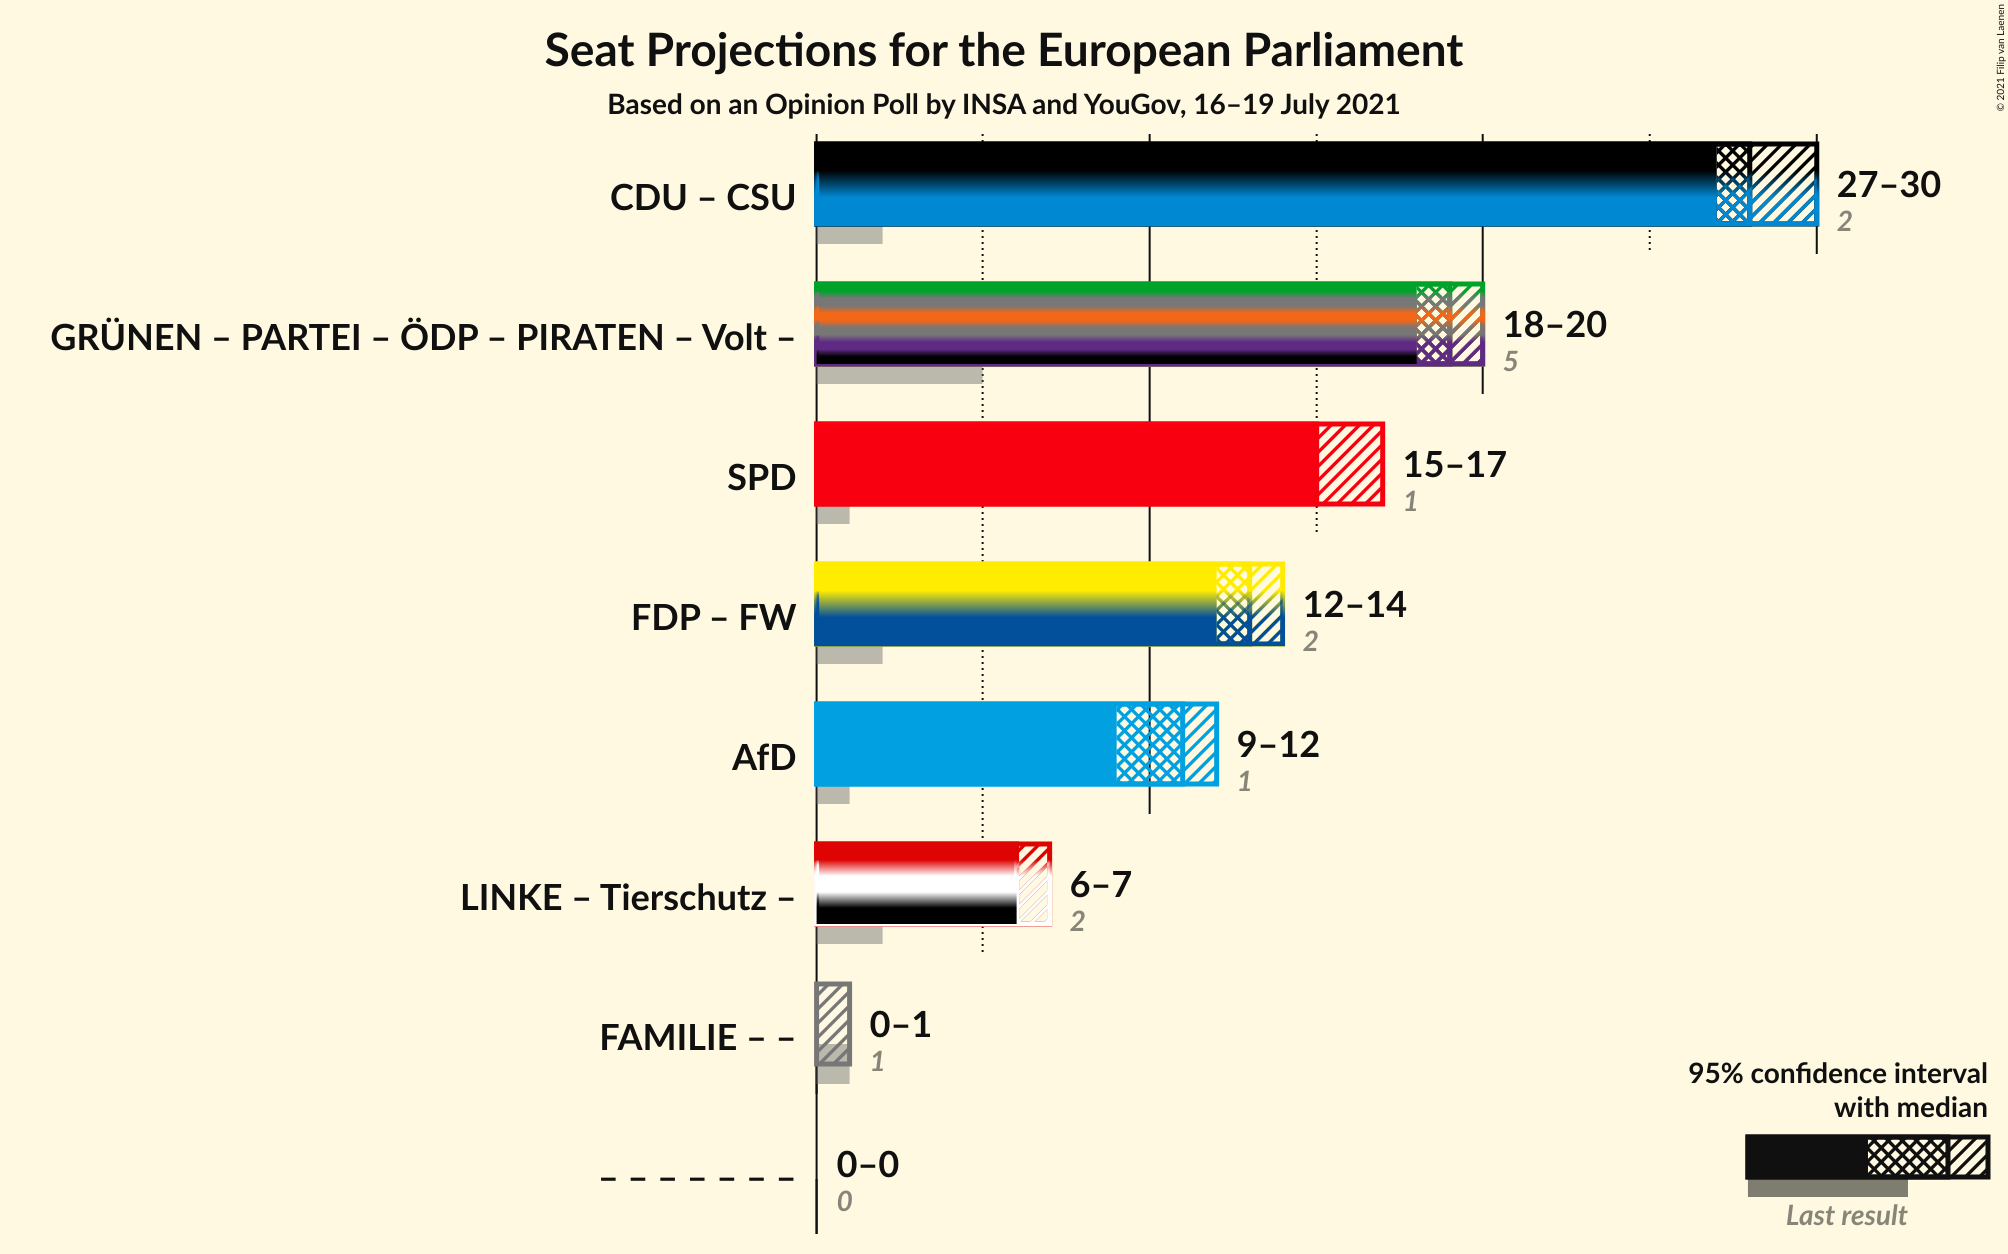 Seat Projections for the European Parliament
Based on an Opinion Poll by INSA and YouGov, 16–19 July 2021
© 2021 Filip van Laenen
CDU – CSU
27–30
2
GRÜNEN – PARTEI – ÖDP – PIRATEN – Volt –
18–20
5
SPD
15–17
1
FDP – FW
12–14
2
AfD
9–12
1
LINKE – Tierschutz –
6–7
2
FAMILIE – –
0–1
1
– – – – – – –
0–0
0
95% confidence interval
with median
Last result